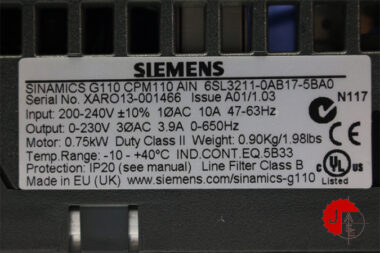 SIEMENS
SINAMICS G110 CPM110 AIN 6SL3211-0AB17-5BA0
Serial No. XARO13-001466 Issue A01/1.03
N117
Input: 200-240V ±10% 1ØAC 10A 47-63Hz
Output: 0-230V 3ØAC 3.9A 0-650Hz
Motor: 0.75kW Duty Class II Weight: 0.90Kg/1.98lbs
Temp.Range: -10 - +40°C IND.CONT.EQ.5B33
Protection: IP20 (see manual) Line Filter Class B
Made in EU (UK) www.siemens.com/sinamics-g110
C UL US
Listed